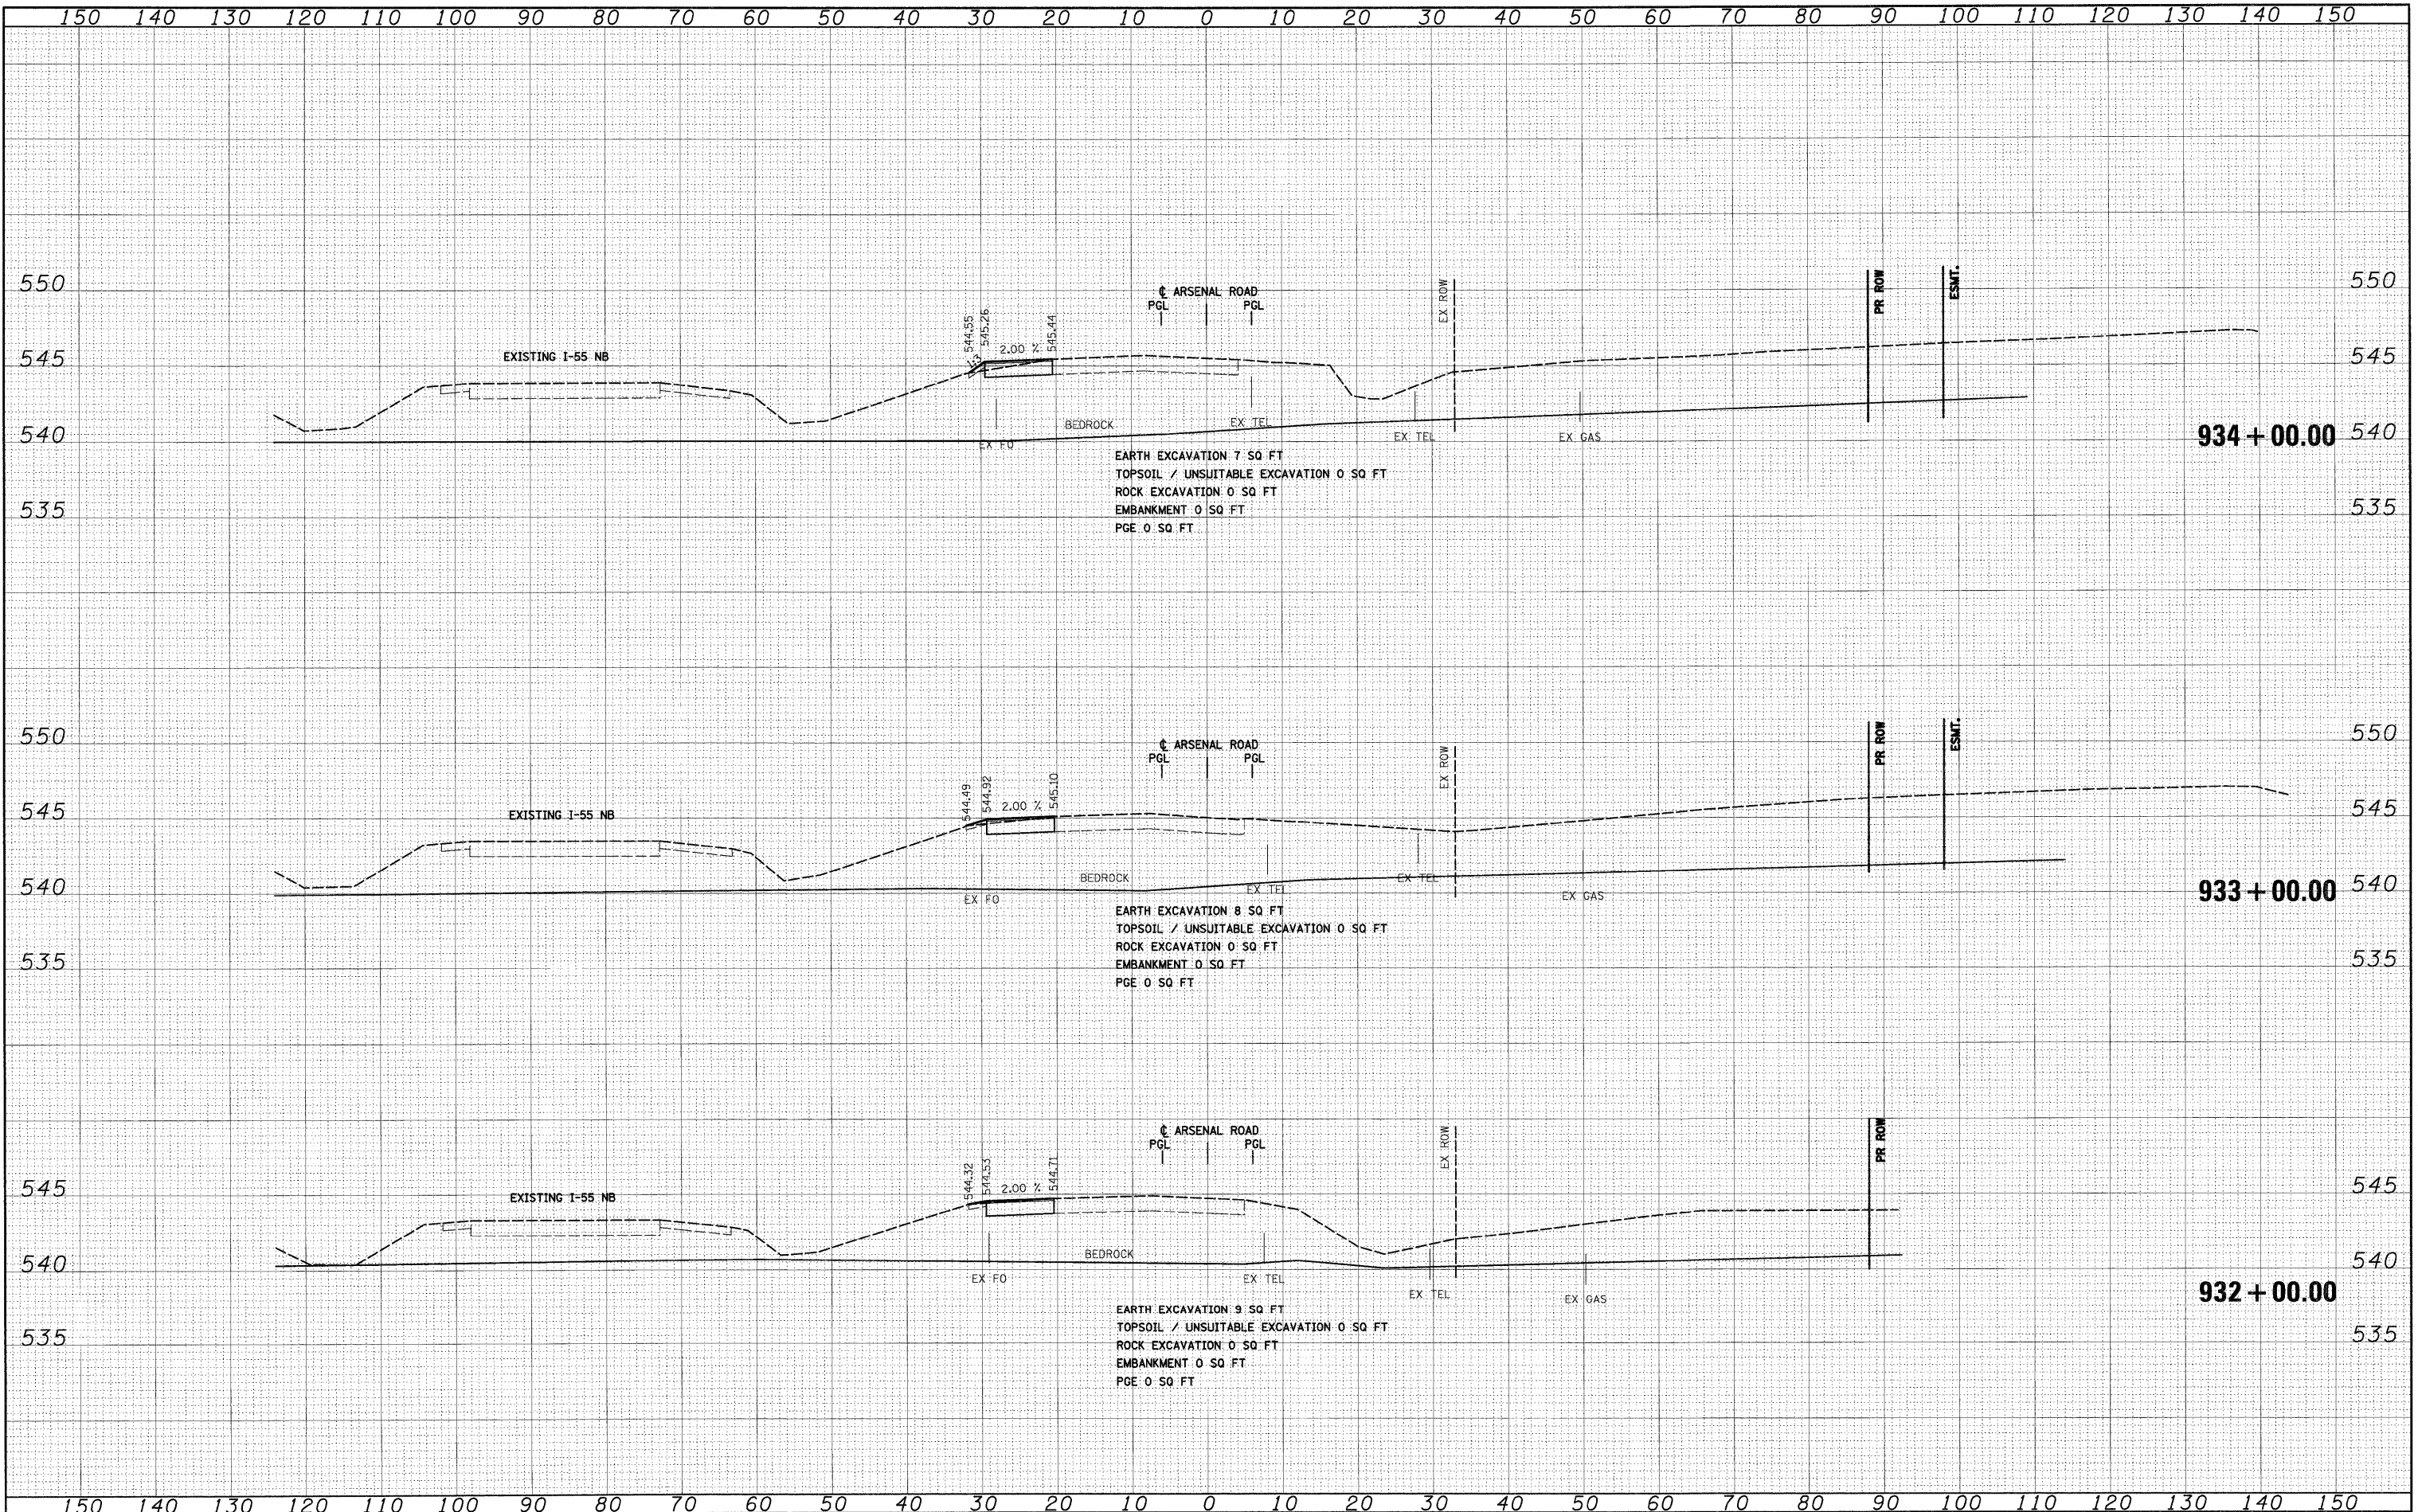 150 140 130 120 110 100 90 80 70 60 50 40 30 20 10 0 10 20 30 40 50 60 70 80 90 100 110 120 130 140 150
550 550
℄ ARSENAL ROAD
PGL PGL
EX ROW
PR ROW
ESMT.
544.55
545.26
545.44
1:3
2.00 %
EXISTING I-55 NB
545 545
BEDROCK
EX FO
EX TEL
EX TEL
EX GAS
540 540
934+00.00
EARTH EXCAVATION 7 SQ FT
TOPSOIL / UNSUITABLE EXCAVATION 0 SQ FT
ROCK EXCAVATION 0 SQ FT
EMBANKMENT 0 SQ FT
PGE 0 SQ FT
535 535
550 550
℄ ARSENAL ROAD
PGL PGL
EX ROW
PR ROW
ESMT.
544.49
544.92
545.10
2.00 %
EXISTING I-55 NB
545 545
BEDROCK
EX FO
EX TEL
EX TEL
EX GAS
540 540
933+00.00
EARTH EXCAVATION 8 SQ FT
TOPSOIL / UNSUITABLE EXCAVATION 0 SQ FT
ROCK EXCAVATION 0 SQ FT
EMBANKMENT 0 SQ FT
PGE 0 SQ FT
535 535
℄ ARSENAL ROAD
PGL PGL
EX ROW
PR ROW
544.32
544.53
544.71
2.00 %
EXISTING I-55 NB
545 545
BEDROCK
EX FO
EX TEL
EX TEL
EX GAS
540 540
932+00.00
EARTH EXCAVATION 9 SQ FT
TOPSOIL / UNSUITABLE EXCAVATION 0 SQ FT
ROCK EXCAVATION 0 SQ FT
EMBANKMENT 0 SQ FT
PGE 0 SQ FT
535 535
150 140 130 120 110 100 90 80 70 60 50 40 30 20 10 0 10 20 30 40 50 60 70 80 90 100 110 120 130 140 150